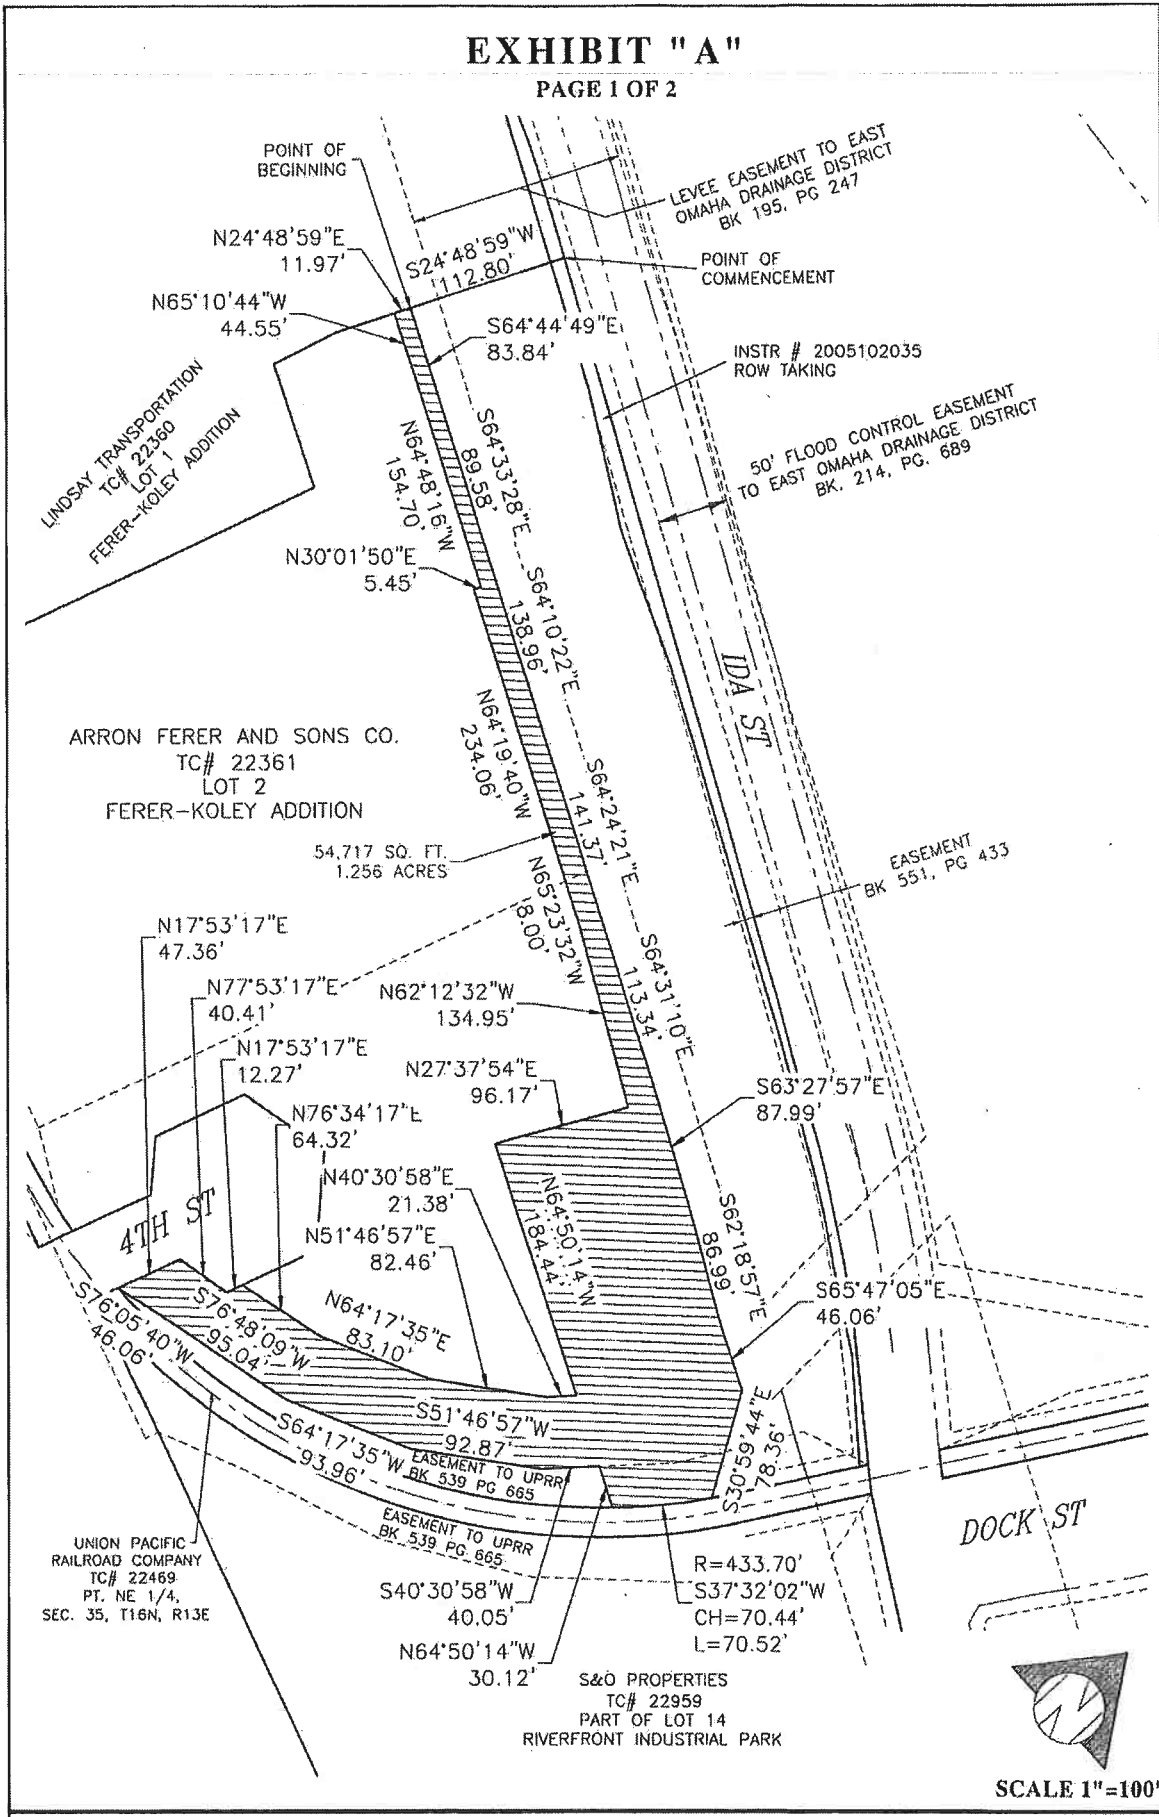 EXHIBIT "A"
PAGE 1 OF 2
POINT OF
BEGINNING
LEVEE EASEMENT TO EAST
OMAHA DRAINAGE DISTRICT
BK 195, PG 247
N24°48'59"E
11.97'
S24°48'59"W
112.80'
POINT OF
COMMENCEMENT
N65°10'44"W
44.55'
S64°44'49"E
83.84'
INSTR # 2005102035
ROW TAKING
LINDSAY TRANSPORTATION
TC# 22360
LOT 1
FERER-KOLEY ADDITION
50' FLOOD CONTROL EASEMENT
TO EAST OMAHA DRAINAGE DISTRICT
BK. 214, PG. 689
S64°33'28"E
89.58'
N64°48'16"W
154.70'
N30°01'50"E
5.45'
S64°10'22"E
138.96'
IDA ST
ARRON FERER AND SONS CO.
TC# 22361
LOT 2
FERER-KOLEY ADDITION
N64°19'40"W
234.06'
S64°24'21"E
141.37'
54,717 SQ. FT.
1.256 ACRES
EASEMENT
BK 551, PG 433
N65°23'32"W
8.00'
N17°53'17"E
47.36'
S64°31'10"E
113.34'
N77°53'17"E
40.41'
N62°12'32"W
134.95'
N17°53'17"E
12.27'
N27°37'54"E
96.17'
S63°27'57"E
87.99'
N76°34'17"E
64.32'
N40°30'58"E
21.38'
N64°50'14"W
184.44'
4TH ST
N51°46'57"E
82.46'
S62°18'57"E
86.99'
S65°47'05"E
46.06'
S76°05'40"W
46.06'
S76°48'09"W
95.04'
N64°17'35"E
83.10'
S51°46'57"W
92.87'
S30°59'44"E
78.36'
S64°17'35"W
93.96'
EASEMENT TO UPRR
BK 539 PG 665
EASEMENT TO UPRR
BK 539 PG 665
DOCK ST
UNION PACIFIC
RAILROAD COMPANY
TC# 22469
PT. NE 1/4,
SEC. 35, T16N, R13E
S40°30'58"W
40.05'
R=433.70'
S37°32'02"W
CH=70.44'
L=70.52'
N64°50'14"W
30.12'
S&O PROPERTIES
TC# 22959
PART OF LOT 14
RIVERFRONT INDUSTRIAL PARK
N
SCALE 1"=100'